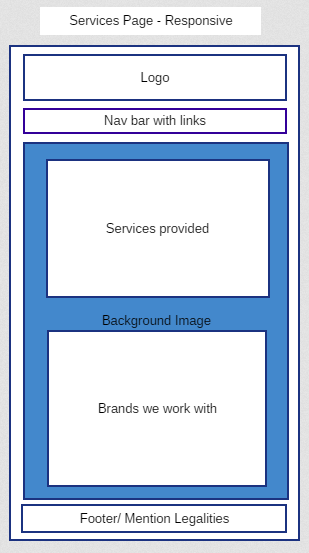 Services Page - Responsive
Logo
Nav bar with links
Services provided
Background Image
Brands we work with
Footer/ Mention Legalities